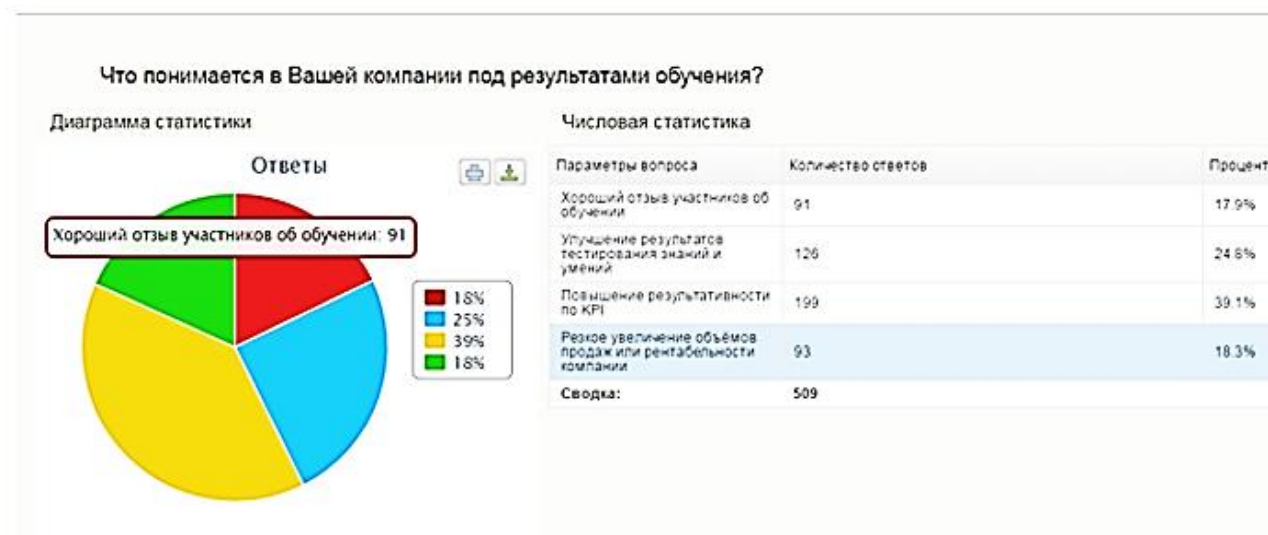 Что понимается в Вашей компании под результатами обучения?
Диаграмма статистики
Числовая статистика
Ответы
Хороший отзыв участников об обучении: 91
18%
25%
39%
18%
Параметры вопроса Количество ответов Процент
Хороший отзыв участников об
обучении
91 17.9%
Улучшение результатов
тестирования знаний и
умений
126 24.8%
Повышение результативности
по KPI
199 39.1%
Резкое увеличение объёмов
продаж или рентабельности
компании
93 18.3%
Сводка: 509